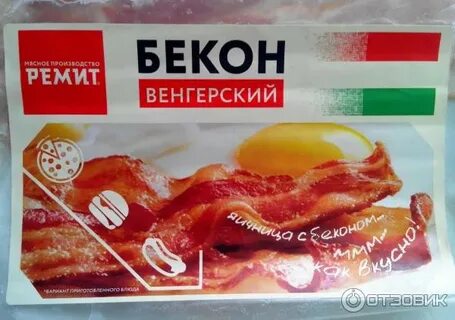 МЯСНОЕ ПРОИЗВОДСТВО
РЕМИТ
БЕКОН
ВЕНГЕРСКИЙ
яичница с беконом...
ммм...
как вкусно!
*ВАРИАНТ ПРИГОТОВЛЕННОГО БЛЮДА
ОТЗОВИК